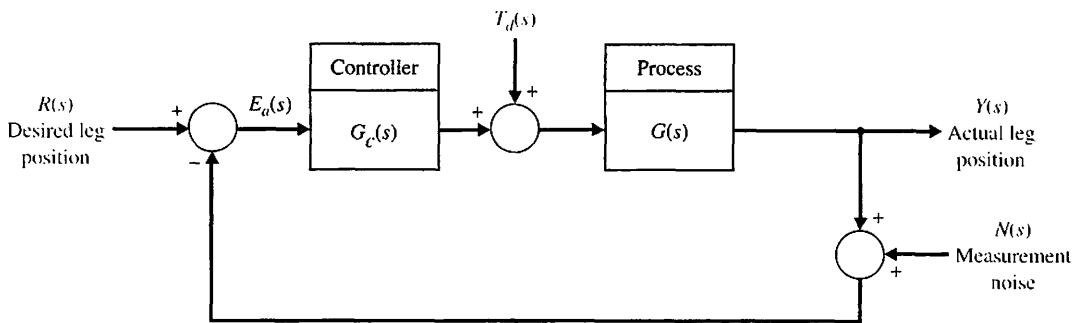 T_d(s)
Controller
Process
R(s)
Desired leg
position
+
E_a(s)
G_c(s)
+
+
G(s)
Y(s)
Actual leg
position
−
+
N(s)
Measurement
noise
+